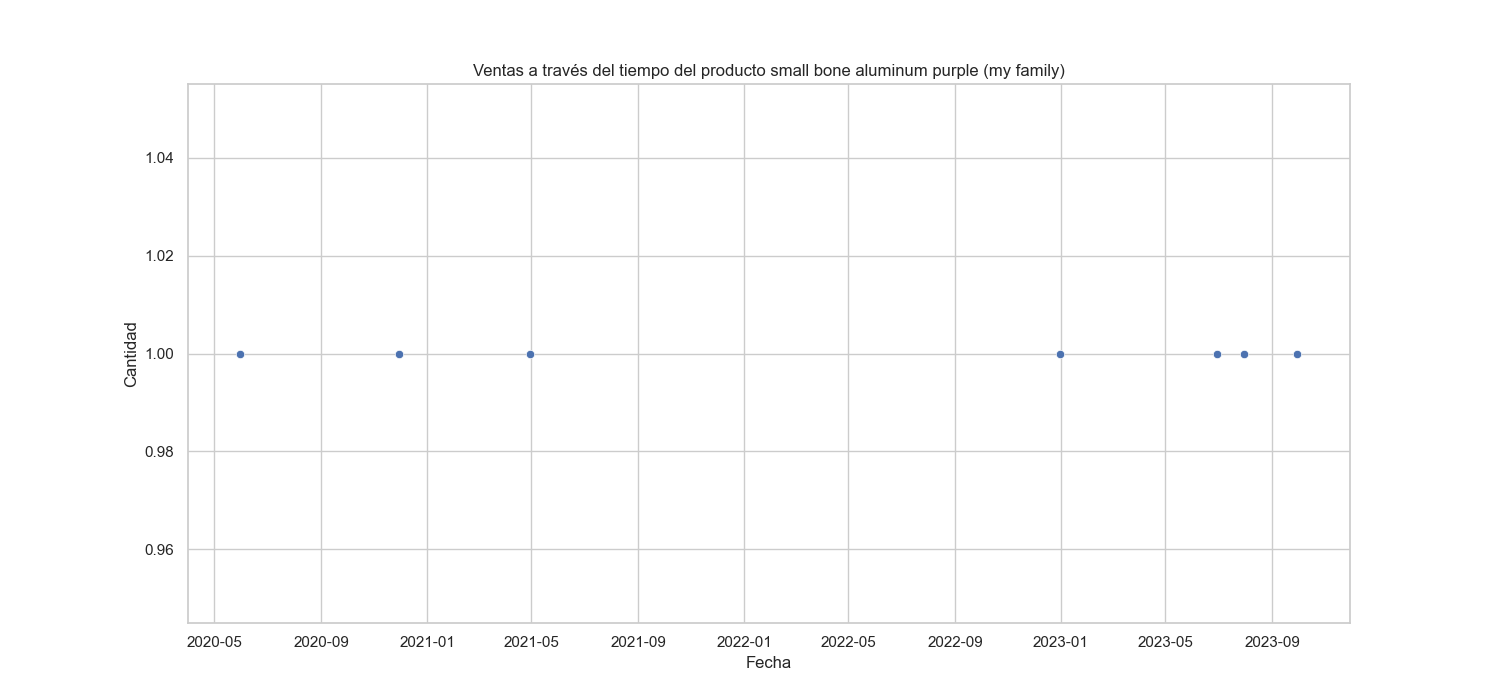 Ventas a través del tiempo del producto small bone aluminum purple (my family)
Cantidad
1.04
1.02
1.00
0.98
0.96
2020-05 2020-09 2021-01 2021-05 2021-09 2022-01 2022-05 2022-09 2023-01 2023-05 2023-09
Fecha